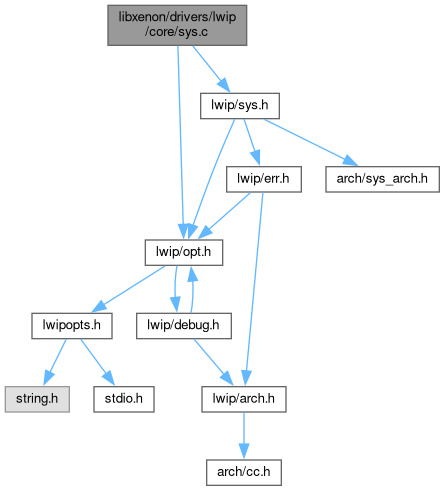 libxenon/drivers/lwip
/core/sys.c
lwip/sys.h
lwip/err.h
arch/sys_arch.h
lwip/opt.h
lwipopts.h
lwip/debug.h
string.h
stdio.h
lwip/arch.h
arch/cc.h